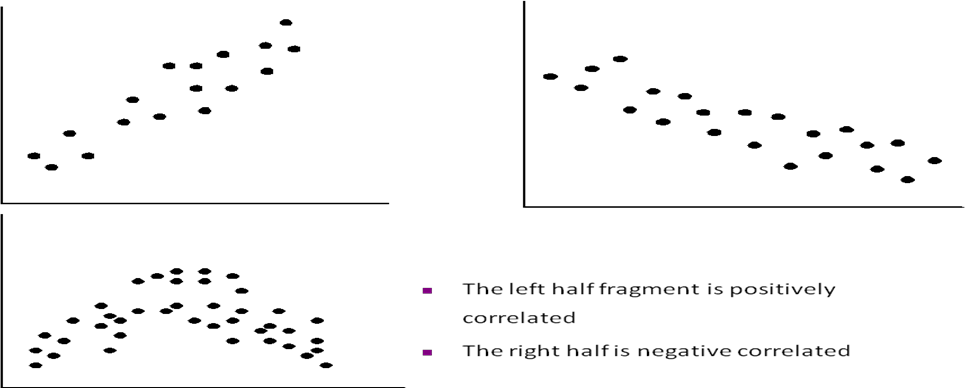 The left half fragment is positively
correlated
The right half is negative correlated